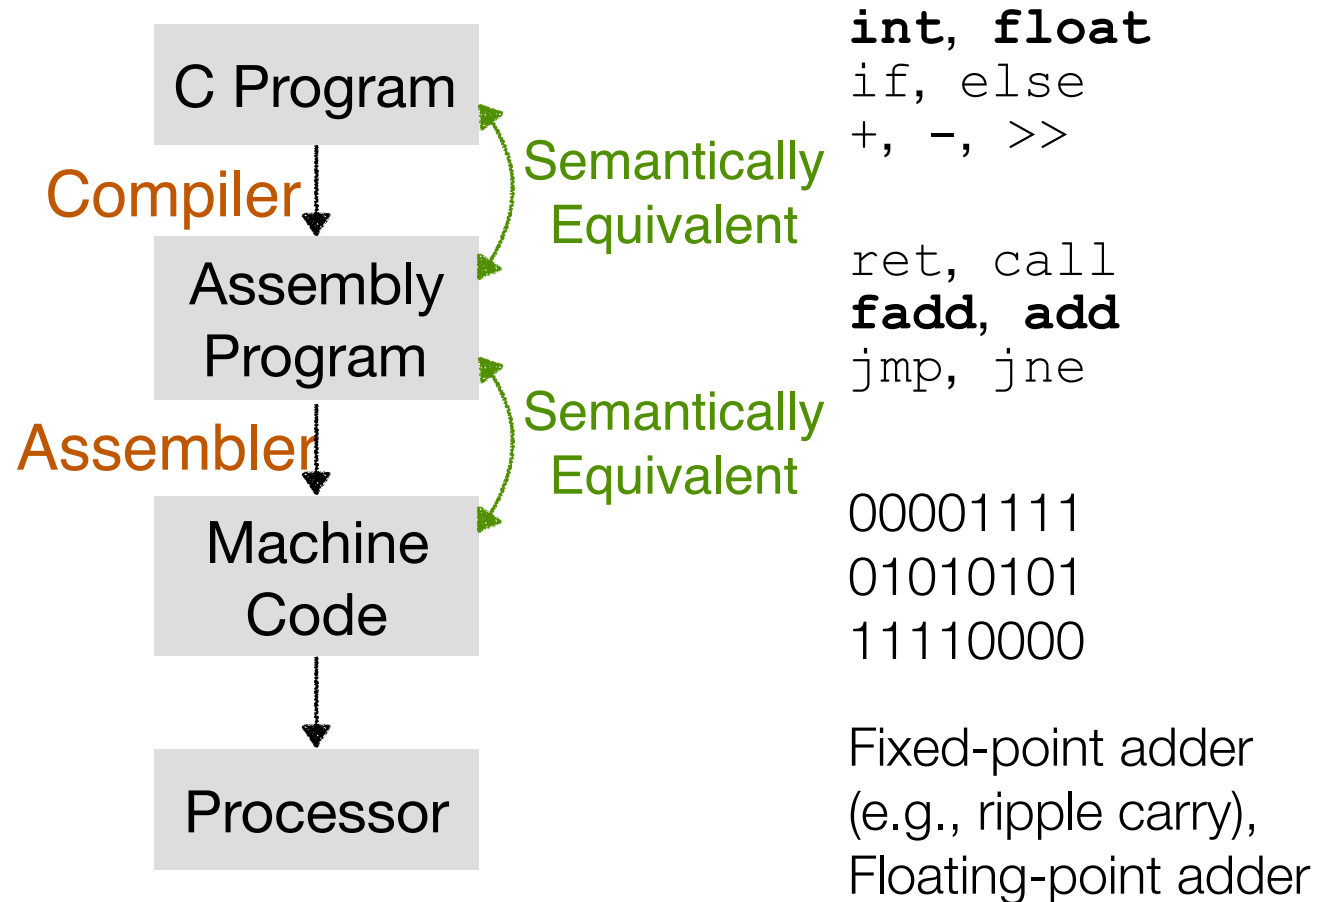 C Program
int, float
if, else
+, -, >>
Compiler
Semantically
Equivalent
Assembly
Program
ret, call
fadd, add
jmp, jne
Assembler
Semantically
Equivalent
Machine
Code
00001111
01010101
11110000
Processor
Fixed-point adder
(e.g., ripple carry),
Floating-point adder